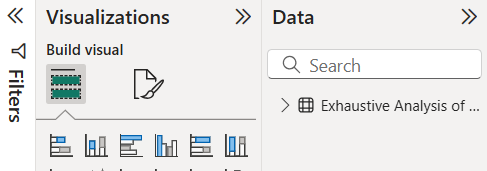 Filters
Visualizations
Build visual
Data
Search
Exhaustive Analysis of ...